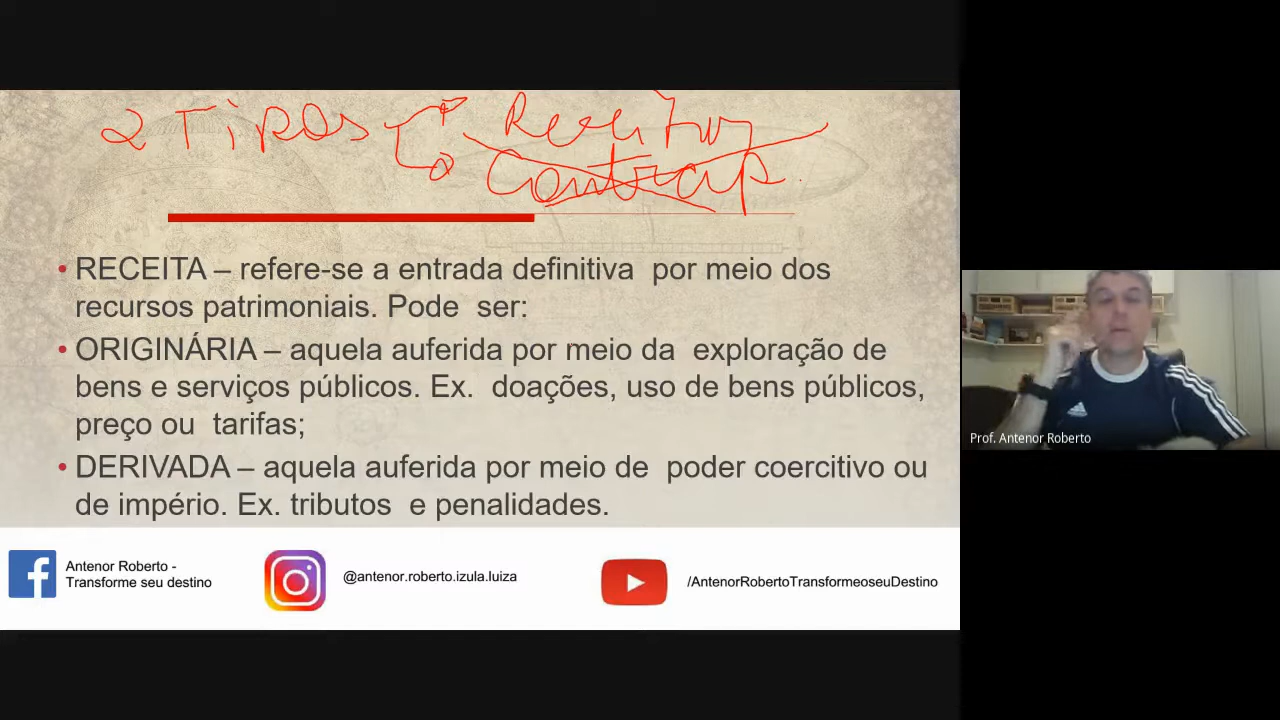 2 Tipos Receitas
Contrap.
• RECEITA – refere-se a entrada definitiva por meio dos
recursos patrimoniais. Pode ser:
• ORIGINÁRIA – aquela auferida por meio da exploração de
bens e serviços públicos. Ex. doações, uso de bens públicos,
preço ou tarifas;
• DERIVADA – aquela auferida por meio de poder coercitivo ou
de império. Ex. tributos e penalidades.
Prof. Antenor Roberto
Antenor Roberto -
Transforme seu destino
@antenor.roberto.izula.luiza
/AntenorRobertoTransformeoseuDestino